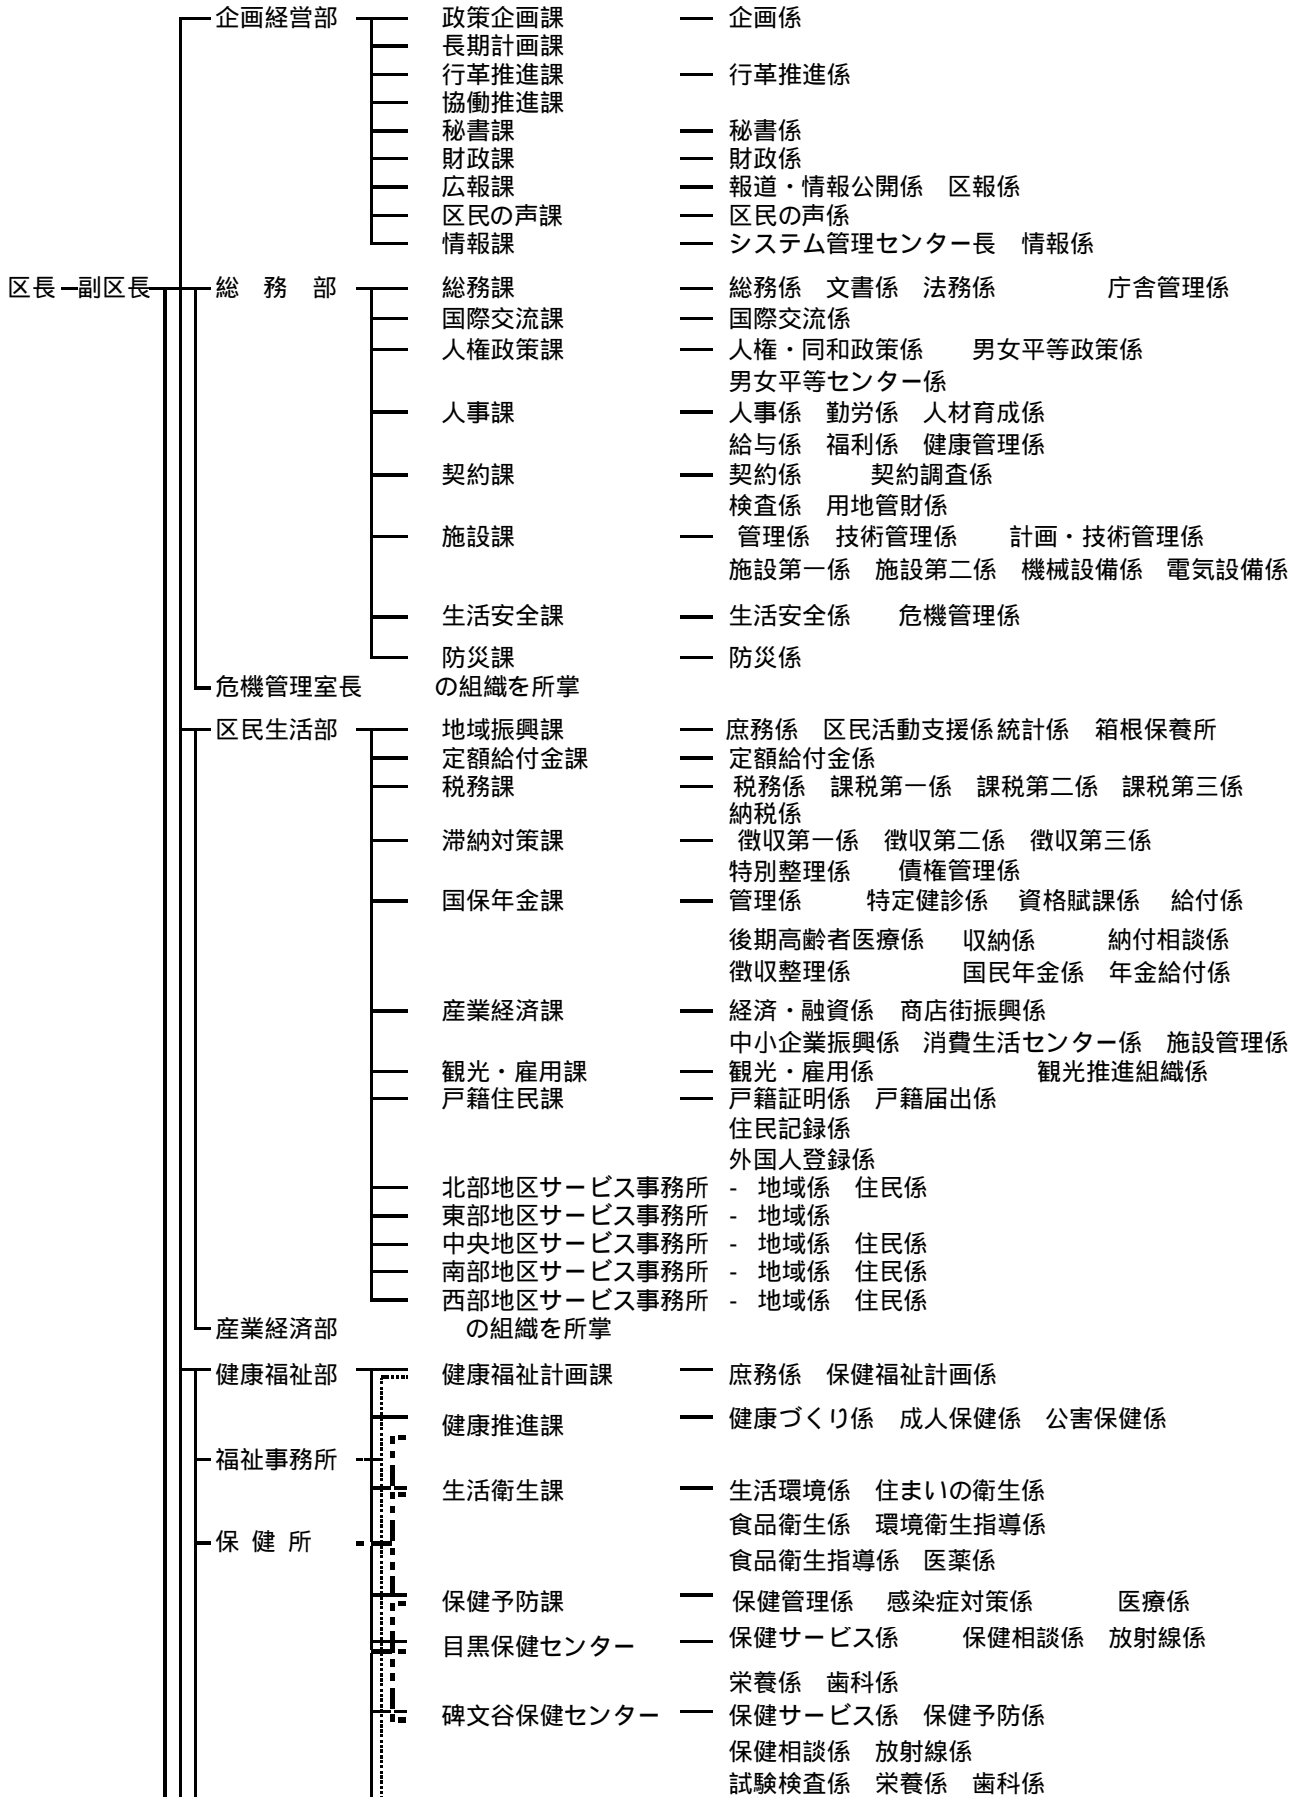 企画経営部 政策企画課 企画係
長期計画課
行革推進課 行革推進係
協働推進課
秘書課 秘書係
財政課 財政係
広報課 報道・情報公開係 区報係
区民の声課 区民の声係
情報課 システム管理センター長 情報係
区長 副区長 総 務 部 総務課 総務係 文書係 法務係 庁舎管理係
国際交流課 国際交流係
人権政策課 人権・同和政策係 男女平等政策係
男女平等センター係
人事課 人事係 勤労係 人材育成係
給与係 福利係 健康管理係
契約課 契約係 契約調査係
検査係 用地管財係
施設課 管理係 技術管理係 計画・技術管理係
施設第一係 施設第二係 機械設備係 電気設備係
生活安全課 生活安全係 危機管理係
防災課 防災係
危機管理室長 の組織を所掌
区民生活部 地域振興課 庶務係 区民活動支援係 統計係 箱根保養所
定額給付金課 定額給付金係
税務課 税務係 課税第一係 課税第二係 課税第三係
納税係
滞納対策課 徴収第一係 徴収第二係 徴収第三係
特別整理係 債権管理係
国保年金課 管理係 特定健診係 資格賦課係 給付係
後期高齢者医療係 収納係 納付相談係
徴収整理係 国民年金係 年金給付係
産業経済課 経済・融資係 商店街振興係
中小企業振興係 消費生活センター係 施設管理係
観光・雇用課 観光・雇用係 観光推進組織係
戸籍住民課 戸籍証明係 戸籍届出係
住民記録係
外国人登録係
北部地区サービス事務所 - 地域係 住民係
東部地区サービス事務所 - 地域係
中央地区サービス事務所 - 地域係 住民係
南部地区サービス事務所 - 地域係 住民係
西部地区サービス事務所 - 地域係 住民係
産業経済部 の組織を所掌
健康福祉部 健康福祉計画課 庶務係 保健福祉計画係
健康推進課 健康づくり係 成人保健係 公害保健係
福祉事務所
生活衛生課 生活環境係 住まいの衛生係
食品衛生係 環境衛生指導係
保 健 所
食品衛生指導係 医薬係
保健予防課 保健管理係 感染症対策係 医療係
目黒保健センター 保健サービス係 保健相談係 放射線係
栄養係 歯科係
碑文谷保健センター 保健サービス係 保健予防係
保健相談係 放射線係
試験検査係 栄養係 歯科係